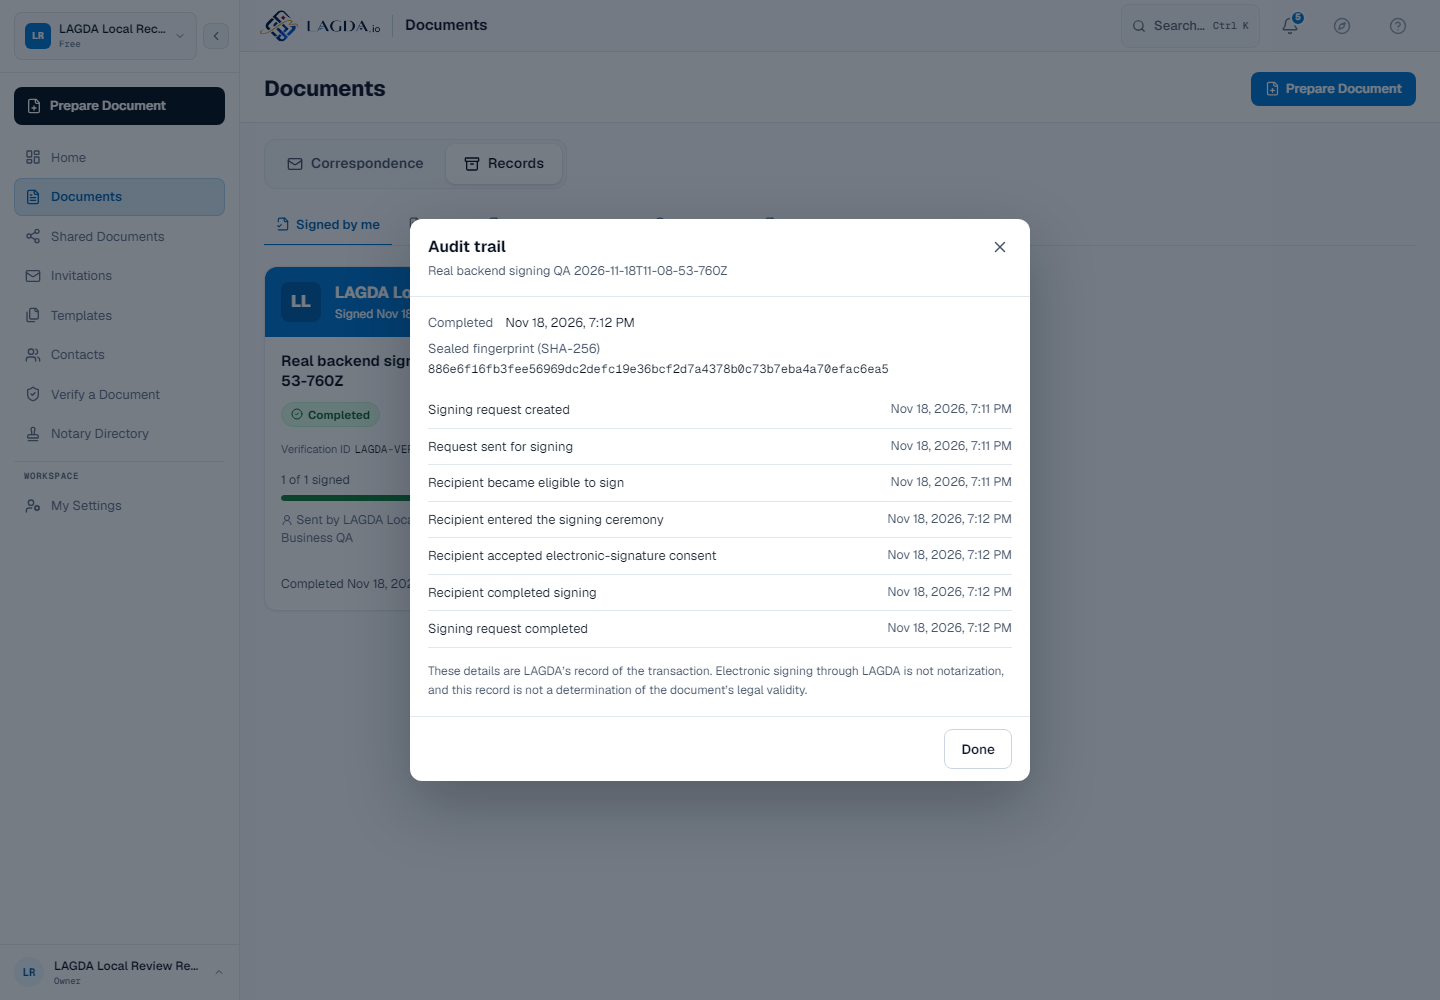 LR
LAGDA Local Rec...
Free
Prepare Document
Home
Documents
Shared Documents
Invitations
Templates
Contacts
Verify a Document
Notary Directory
WORKSPACE
My Settings
LR
LAGDA Local Review Re...
Owner
LAGDA.io
Documents
Search...
Ctrl K
5
Documents
Prepare Document
Correspondence
Records
Signed by me
LL
LAGDA Lo
Signed Nov 18
Real backend sign
53-760Z
Completed
Verification ID LAGDA-VER
1 of 1 signed
Sent by LAGDA Loca
Business QA
Completed Nov 18, 202
Audit trail
Real backend signing QA 2026-11-18T11-08-53-760Z
Completed Nov 18, 2026, 7:12 PM
Sealed fingerprint (SHA-256)
886e6f16fb3fee56969dc2defc19e36bcf2d7a4378b0c73b7eba4a70efac6ea5
Signing request created Nov 18, 2026, 7:11 PM
Request sent for signing Nov 18, 2026, 7:11 PM
Recipient became eligible to sign Nov 18, 2026, 7:11 PM
Recipient entered the signing ceremony Nov 18, 2026, 7:12 PM
Recipient accepted electronic-signature consent Nov 18, 2026, 7:12 PM
Recipient completed signing Nov 18, 2026, 7:12 PM
Signing request completed Nov 18, 2026, 7:12 PM
These details are LAGDA's record of the transaction. Electronic signing through LAGDA is not notarization,
and this record is not a determination of the document's legal validity.
Done